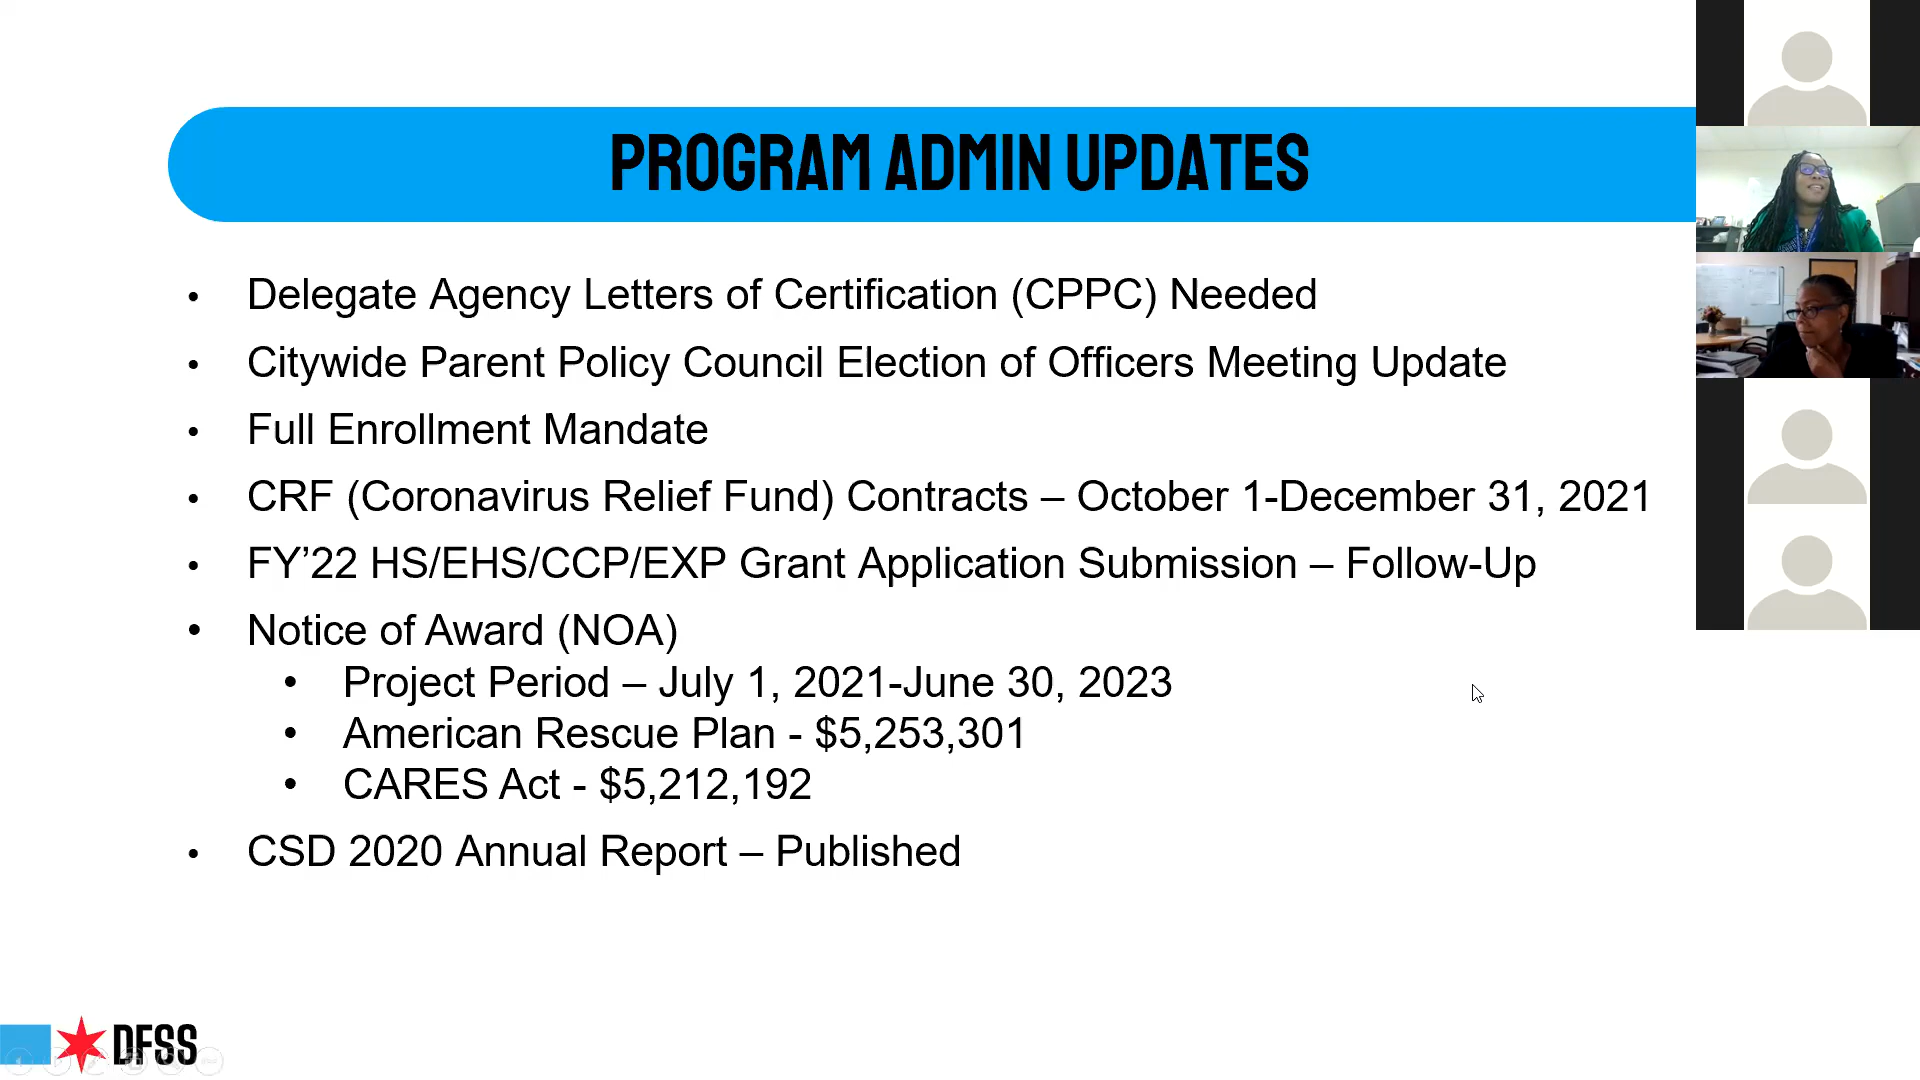 PROGRAM ADMIN UPDATES
• Delegate Agency Letters of Certification (CPPC) Needed
• Citywide Parent Policy Council Election of Officers Meeting Update
• Full Enrollment Mandate
• CRF (Coronavirus Relief Fund) Contracts – October 1-December 31, 2021
• FY’22 HS/EHS/CCP/EXP Grant Application Submission – Follow-Up
• Notice of Award (NOA)
• Project Period – July 1, 2021-June 30, 2023
• American Rescue Plan - $5,253,301
• CARES Act - $5,212,192
• CSD 2020 Annual Report – Published
DFSS